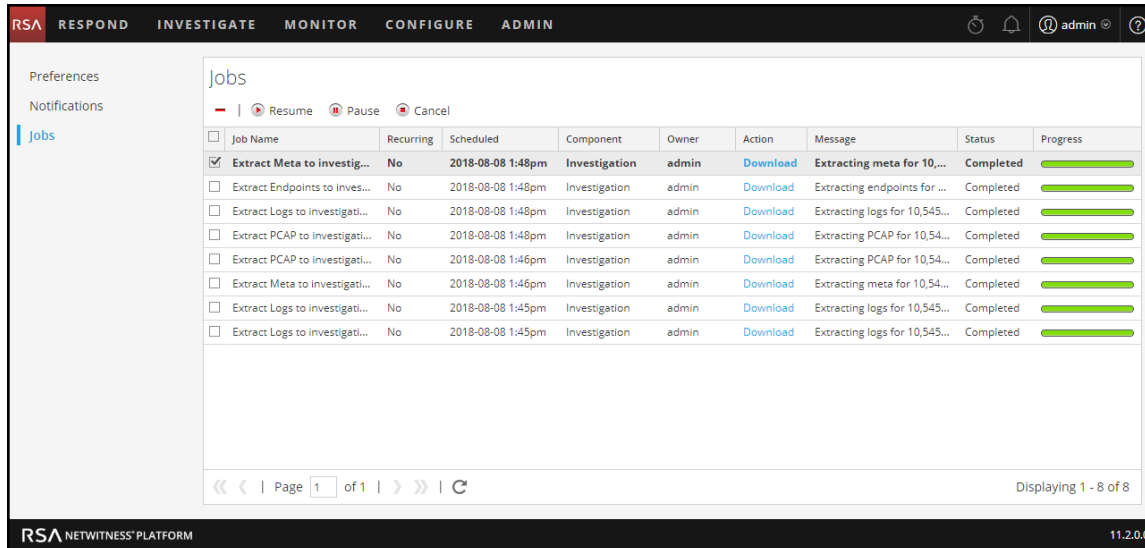 RSA RESPOND INVESTIGATE MONITOR CONFIGURE ADMIN admin
Preferences
Notifications
Jobs
Jobs
Resume Pause Cancel
Job Name Recurring Scheduled Component Owner Action Message Status Progress
Extract Meta to investig... No 2018-08-08 1:48pm Investigation admin Download Extracting meta for 10,... Completed
Extract Endpoints to inves... No 2018-08-08 1:48pm Investigation admin Download Extracting endpoints for ... Completed
Extract Logs to investigati... No 2018-08-08 1:48pm Investigation admin Download Extracting logs for 10,545... Completed
Extract PCAP to investigati... No 2018-08-08 1:48pm Investigation admin Download Extracting PCAP for 10,54... Completed
Extract PCAP to investigati... No 2018-08-08 1:46pm Investigation admin Download Extracting PCAP for 10,54... Completed
Extract Meta to investigati... No 2018-08-08 1:46pm Investigation admin Download Extracting meta for 10,54... Completed
Extract Logs to investigati... No 2018-08-08 1:45pm Investigation admin Download Extracting logs for 10,545... Completed
Extract Logs to investigati... No 2018-08-08 1:45pm Investigation admin Download Extracting logs for 10,545... Completed
Page 1 of 1 Displaying 1 - 8 of 8
RSA NETWITNESS® PLATFORM